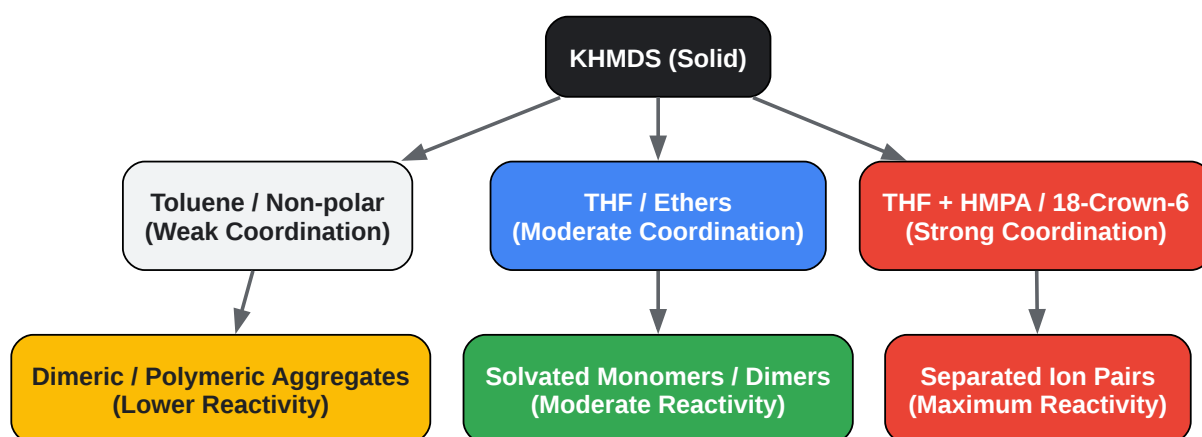 KHMDS (Solid)
Toluene / Non-polar
(Weak Coordination)
THF / Ethers
(Moderate Coordination)
THF + HMPA / 18-Crown-6
(Strong Coordination)
Dimeric / Polymeric Aggregates
(Lower Reactivity)
Solvated Monomers / Dimers
(Moderate Reactivity)
Separated Ion Pairs
(Maximum Reactivity)